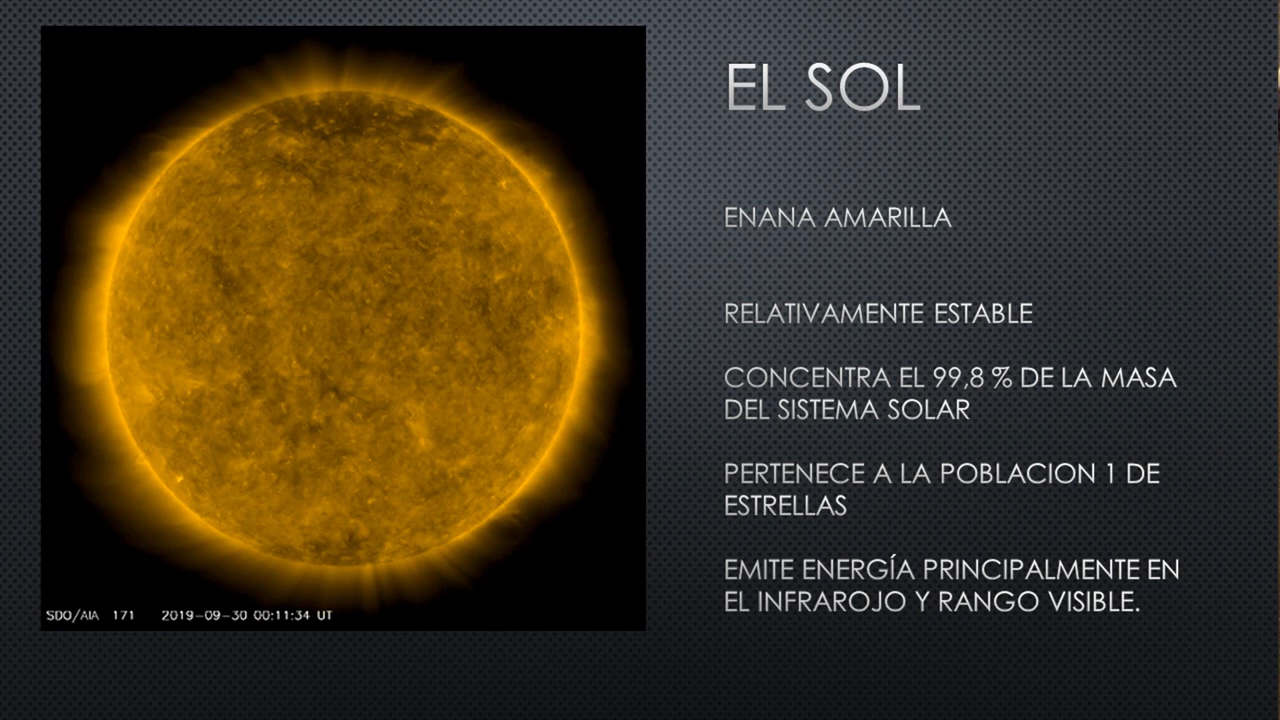 EL SOL
ENANA AMARILLA
RELATIVAMENTE ESTABLE
CONCENTRA EL 99,8 % DE LA MASA
DEL SISTEMA SOLAR
PERTENECE A LA POBLACION 1 DE
ESTRELLAS
EMITE ENERGÍA PRINCIPALMENTE EN
EL INFRAROJO Y RANGO VISIBLE.
SDO/AIA 171 2019-09-30 00:11:34 UT